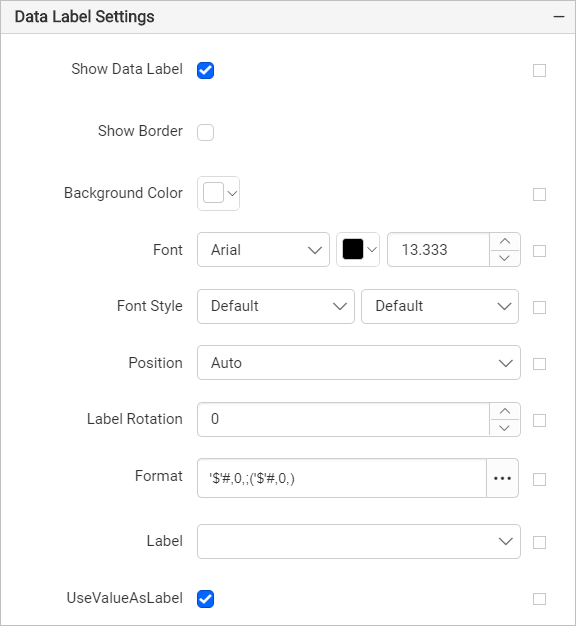 Data Label Settings
Show Data Label
Show Border
Background Color
Font Arial 13.333
Font Style Default Default
Position Auto
Label Rotation 0
Format '$'#,0,;('$'#,0,)
Label
UseValueAsLabel